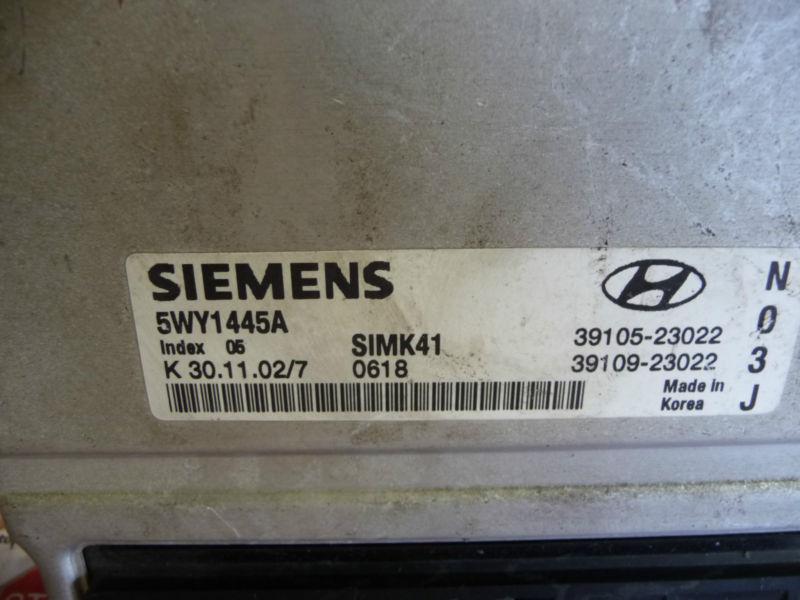 SIEMENS
5WY1445A
Index 05 SIMK41 39105-23022
K 30.11.02/7 0618 39109-23022
Made in
Korea
N
0
3
J